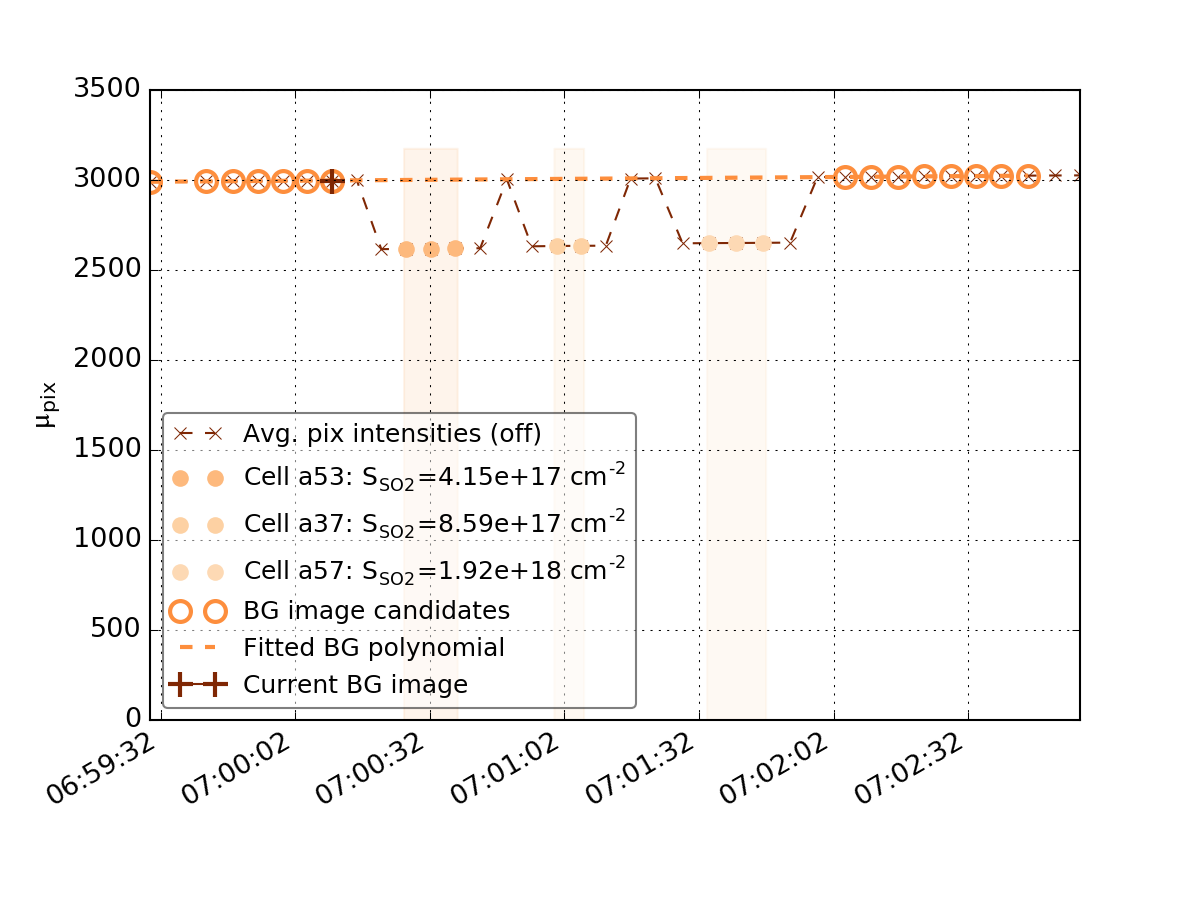 3500
3000
2500
2000
1500
1000
500
0
μpix
Avg. pix intensities (off)
Cell a53: SSO2=4.15e+17 cm-2
Cell a37: SSO2=8.59e+17 cm-2
Cell a57: SSO2=1.92e+18 cm-2
BG image candidates
Fitted BG polynomial
Current BG image
06:59:32
07:00:02
07:00:32
07:01:02
07:01:32
07:02:02
07:02:32